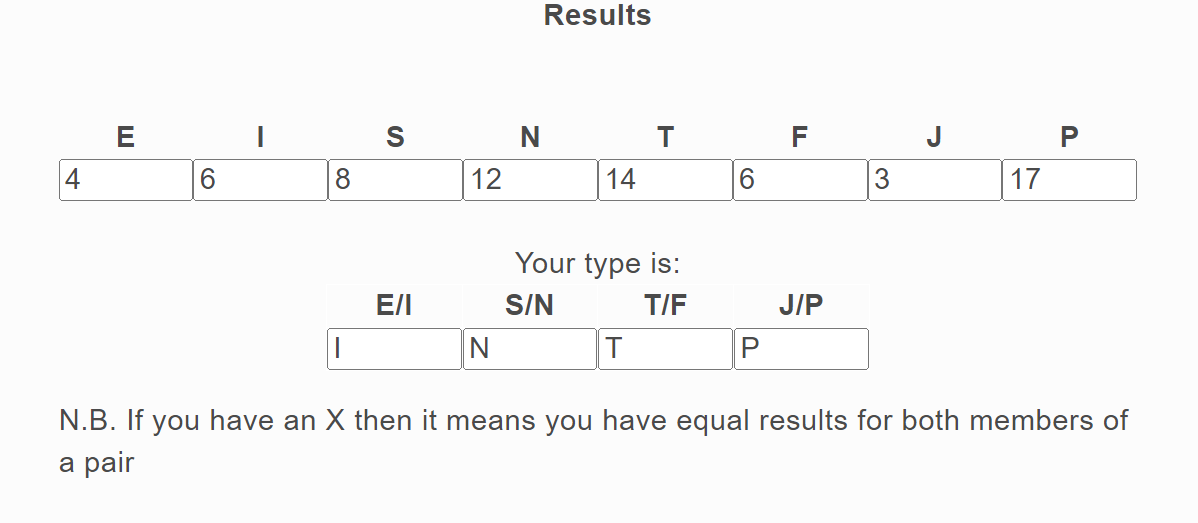 Results
E I S N T F J P
4 6 8 12 14 6 3 17
Your type is:
E/I S/N T/F J/P
I N T P
N.B. If you have an X then it means you have equal results for both members of
a pair